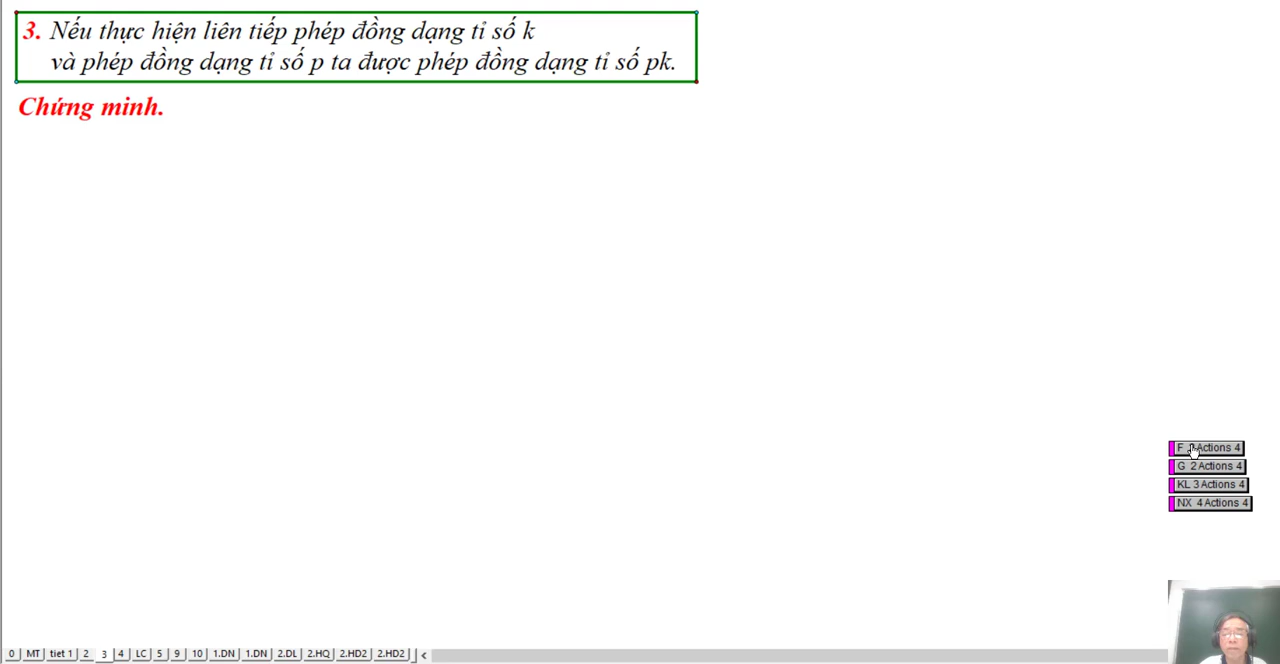 3. Nếu thực hiện liên tiếp phép đồng dạng tỉ số k
và phép đồng dạng tỉ số p ta được phép đồng dạng tỉ số pk.
Chứng minh.
F Actions 4
G 2 Actions 4
KL 3 Actions 4
NX 4 Actions 4
0 MT tiet 1 2 3 4 LC 5 9 10 1.DN 1.DN 2.DL 2.HQ 2.HD2 2.HD2 <